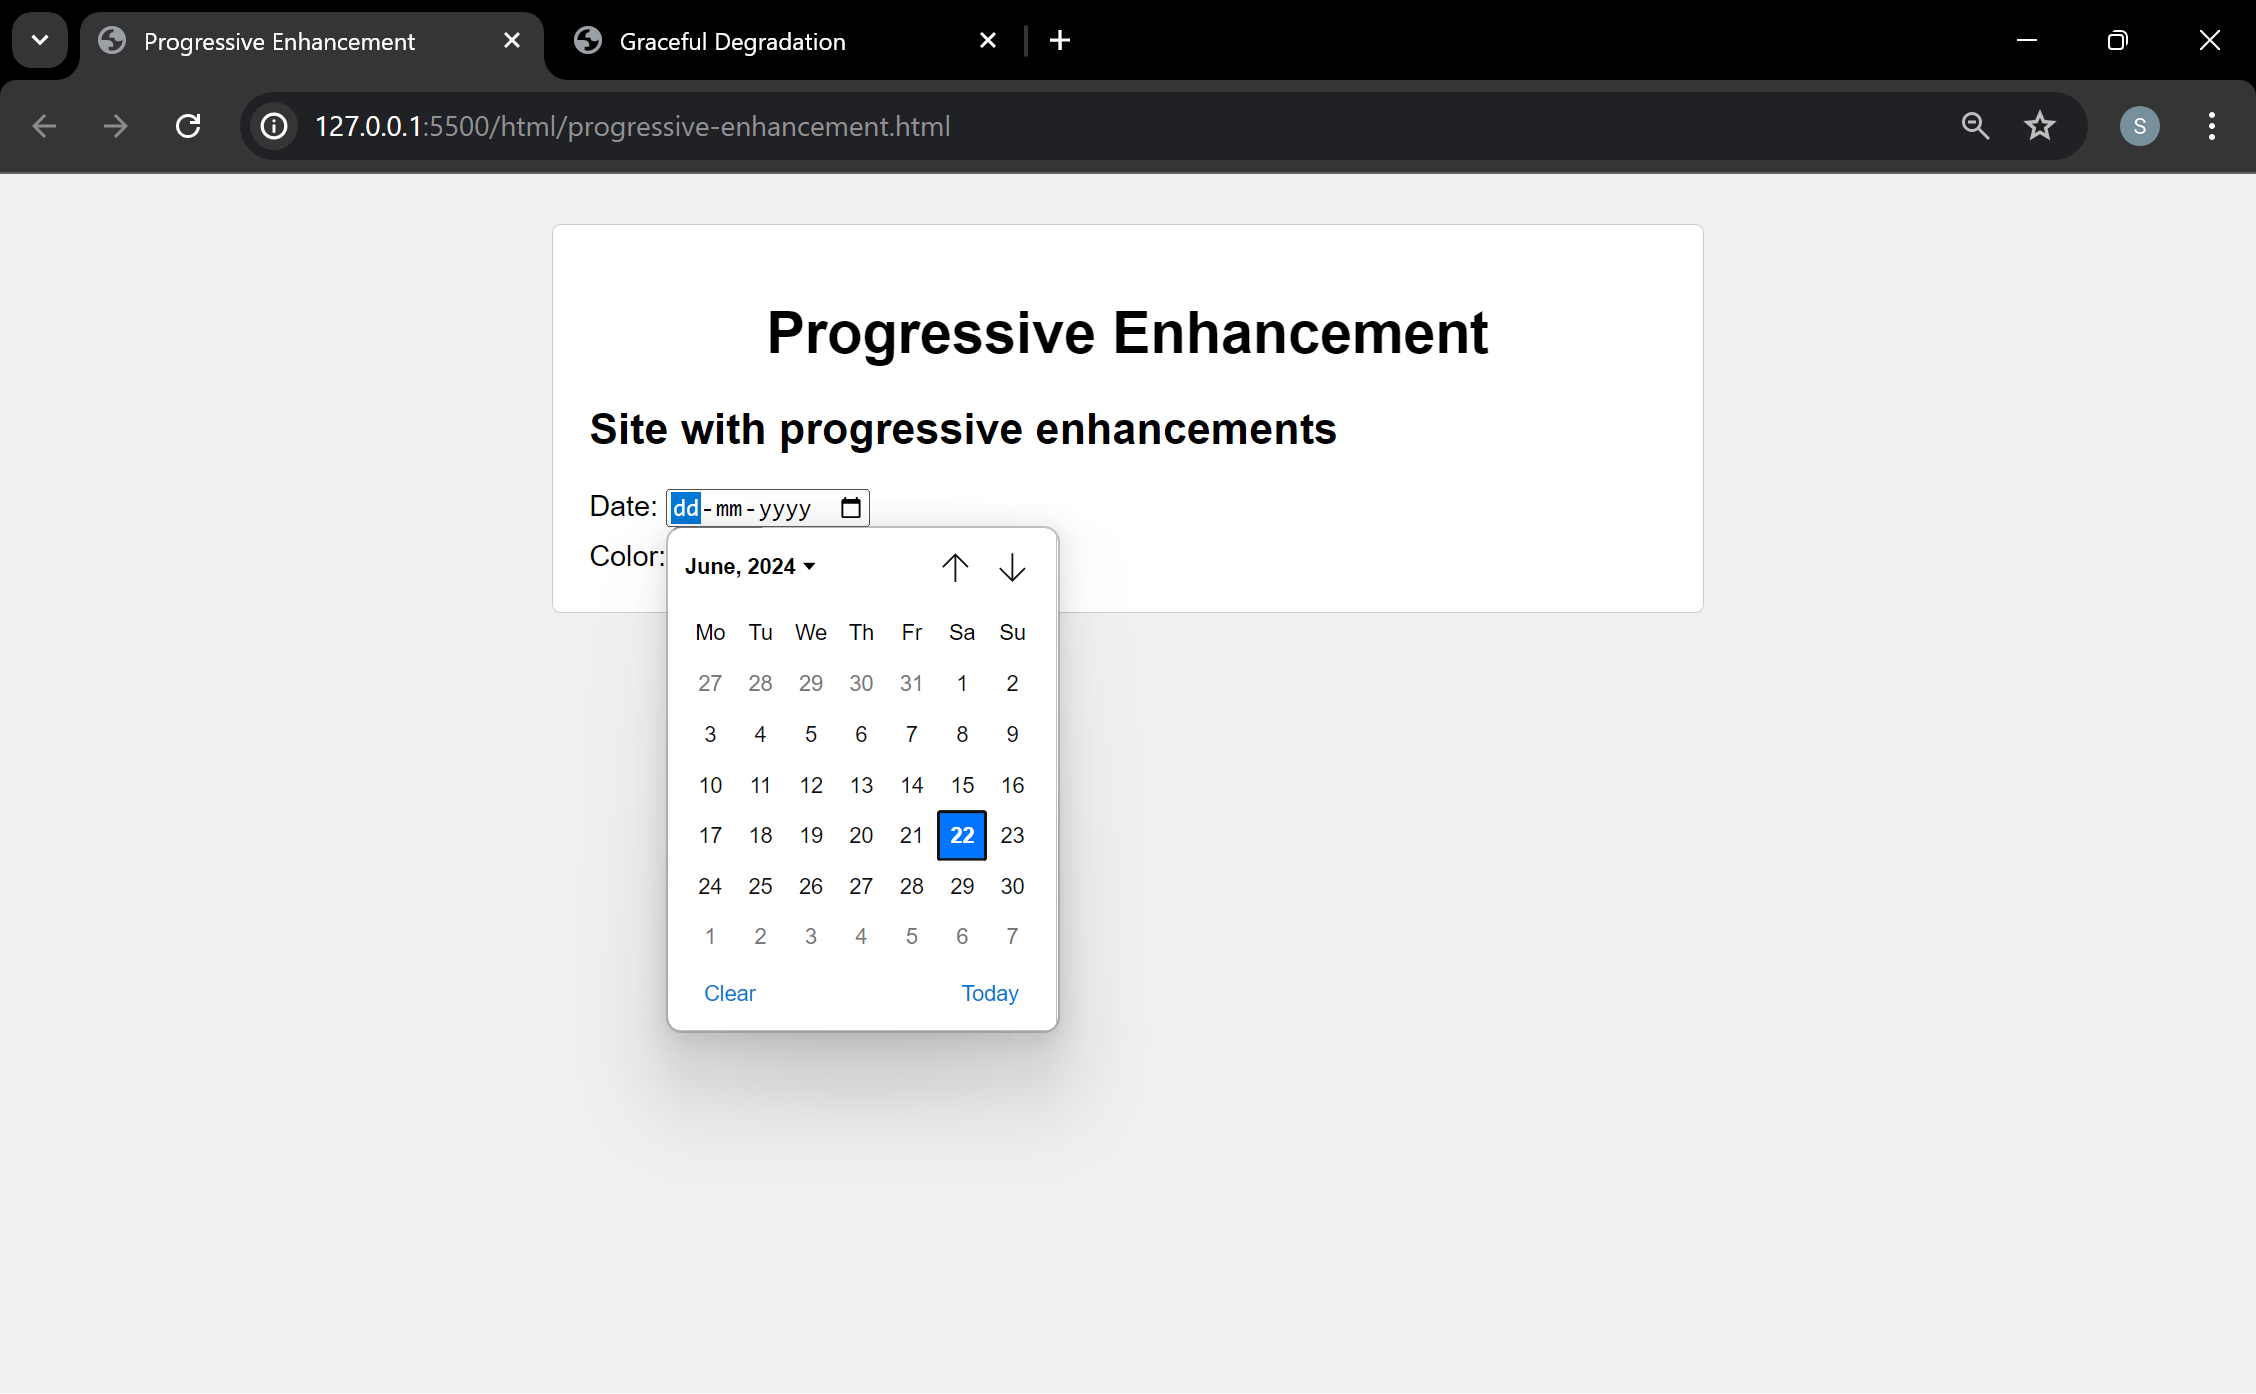 Progressive Enhancement
Graceful Degradation
127.0.0.1:5500/html/progressive-enhancement.html
S
Progressive Enhancement
Site with progressive enhancements
Date: dd-mm-yyyy
Color:
June, 2024
Mo Tu We Th Fr Sa Su
27 28 29 30 31 1 2
3 4 5 6 7 8 9
10 11 12 13 14 15 16
17 18 19 20 21 22 23
24 25 26 27 28 29 30
1 2 3 4 5 6 7
Clear Today